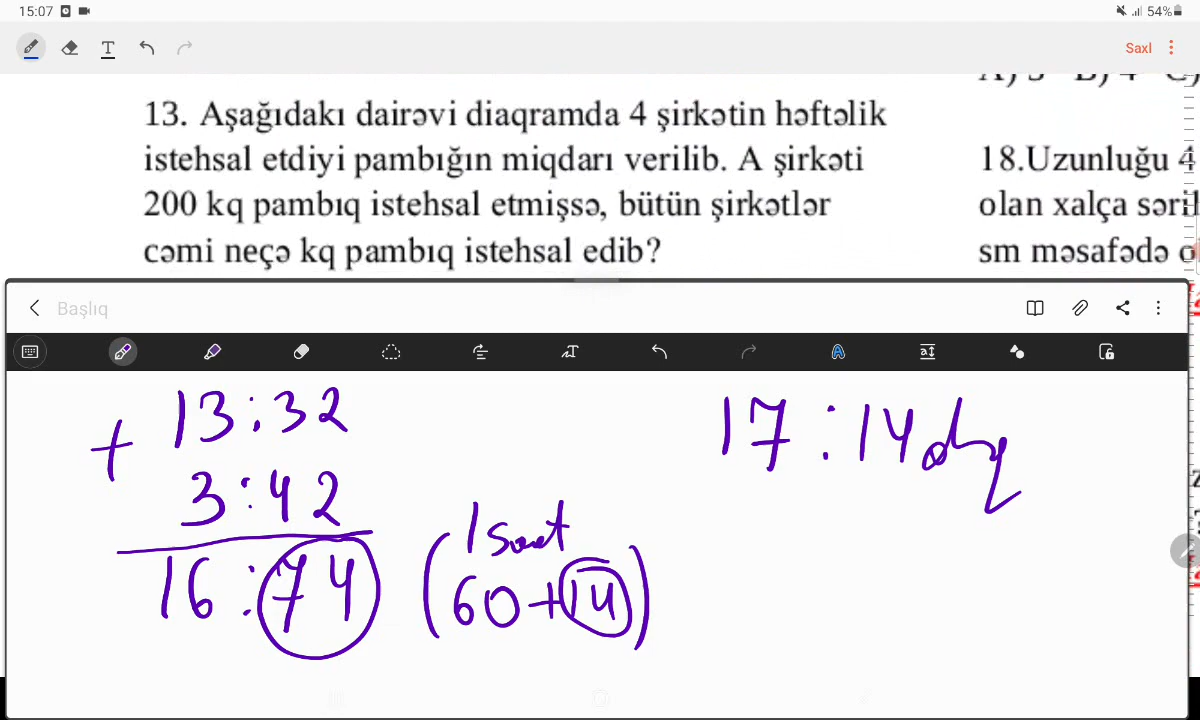 15:07
54%
Saxl
13. Aşağıdakı dairəvi diaqramda 4 şirkətin həftəlik
istehsal etdiyi pambığın miqdarı verilib. A şirkəti
200 kq pambıq istehsal etmişsə, bütün şirkətlər
cəmi neçə kq pambıq istehsal edib?
18.Uzunluğu 4
olan xalça səril
sm məsafədə o
Başlıq
13:32
+
3:42
16:74
(1 saat
60+14)
17:14 dəq